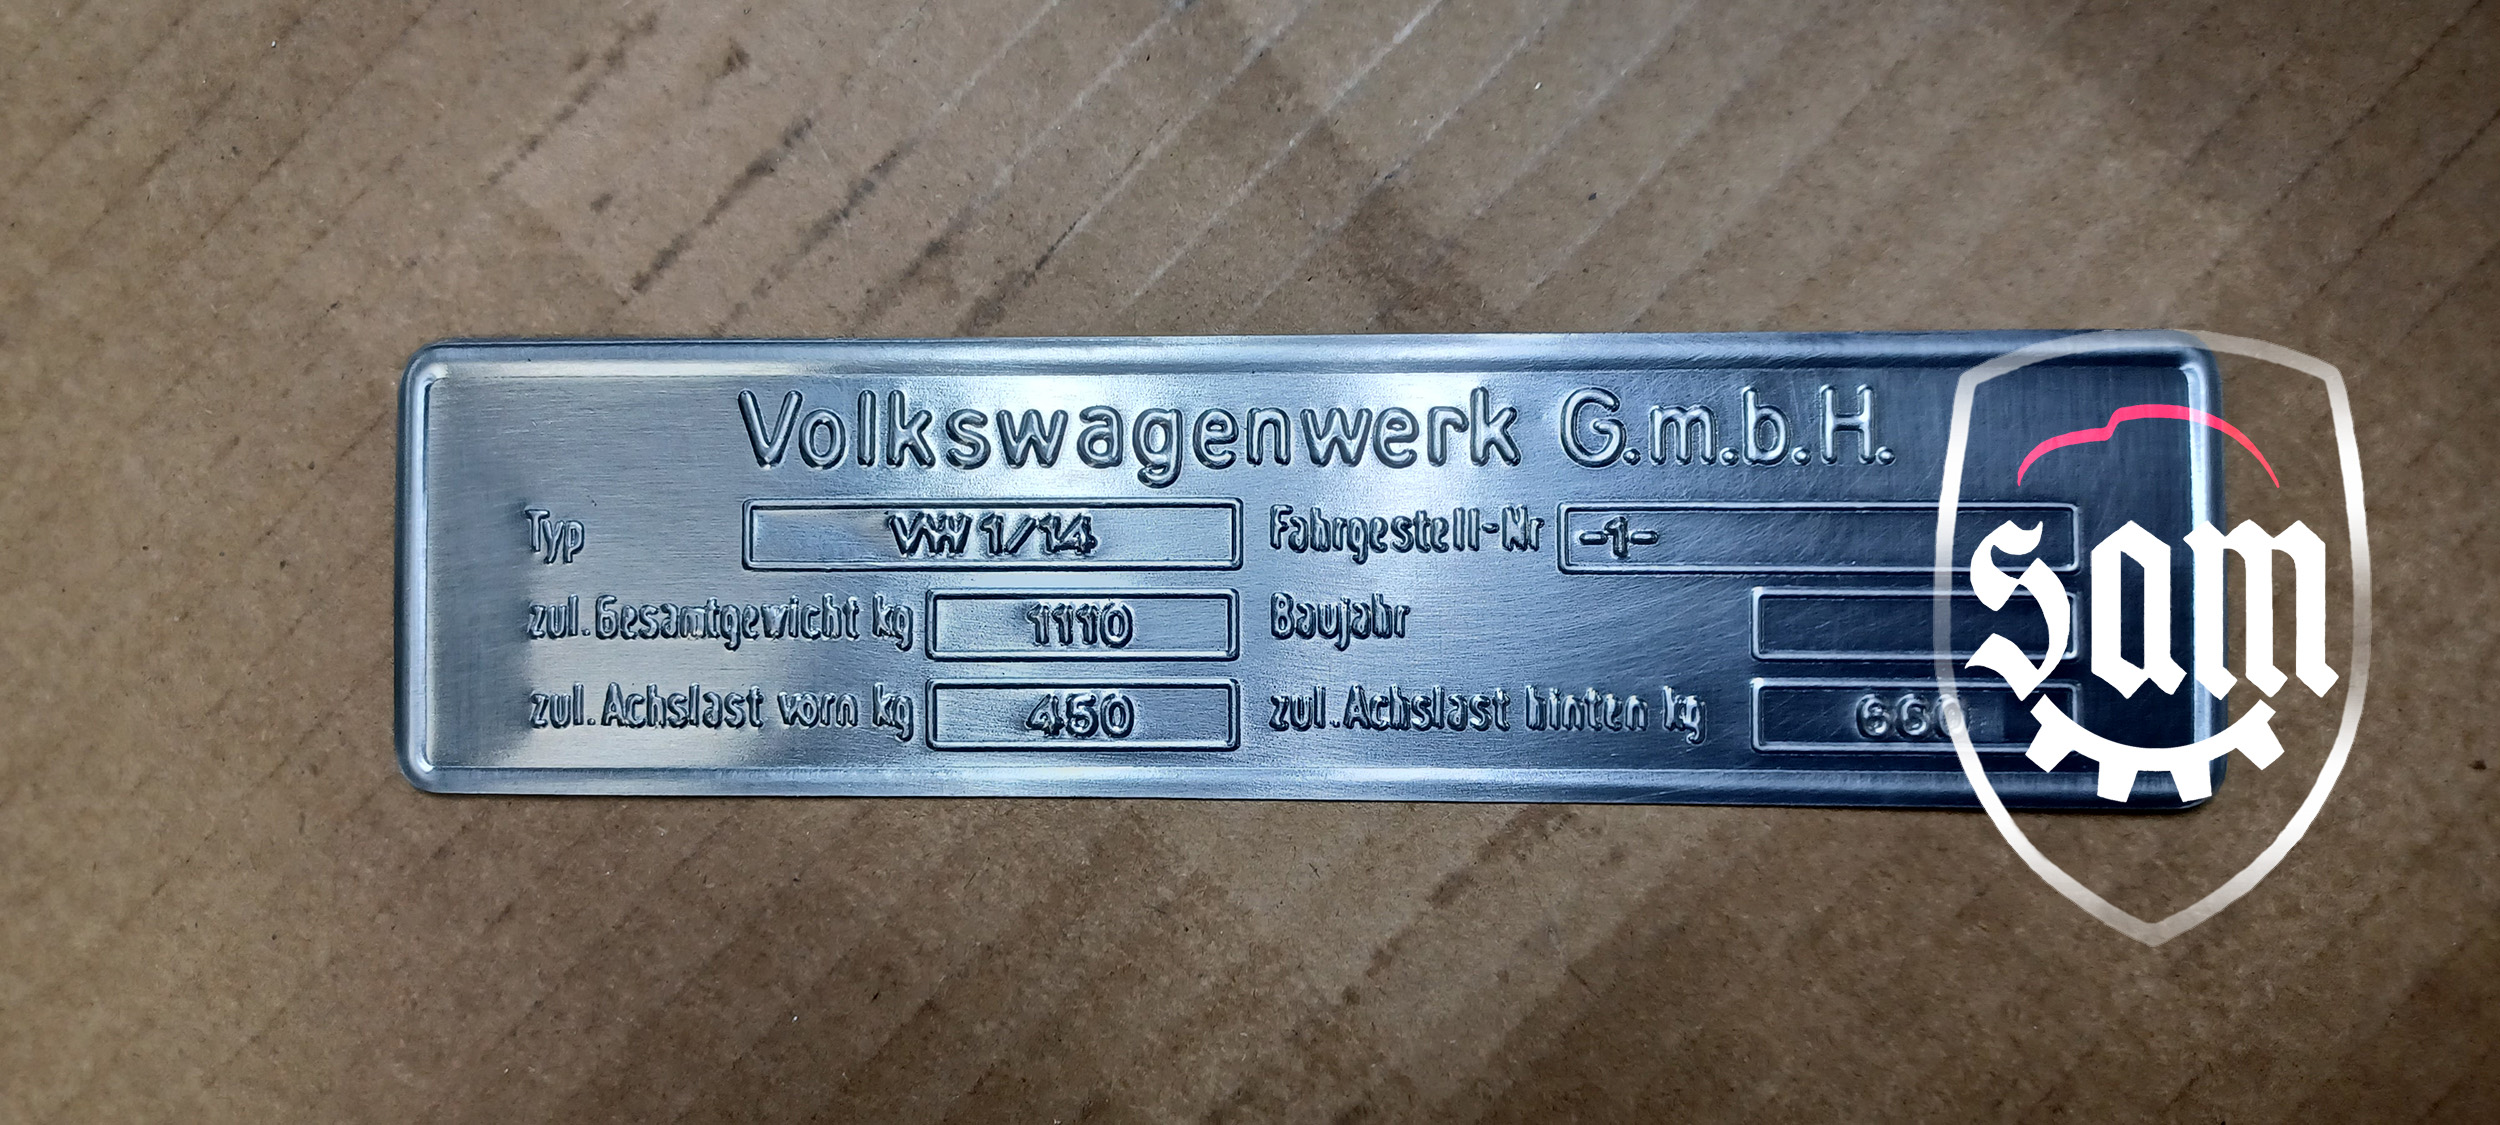 Volkswagenwerk G.m.b.H.
Typ VW 1/14 Fahrgestell-Nr -1-
zul. Gesamtgewicht kg 1110 Baujahr
zul. Achslast vorn kg 450 zul. Achslast hinten kg 660
sam